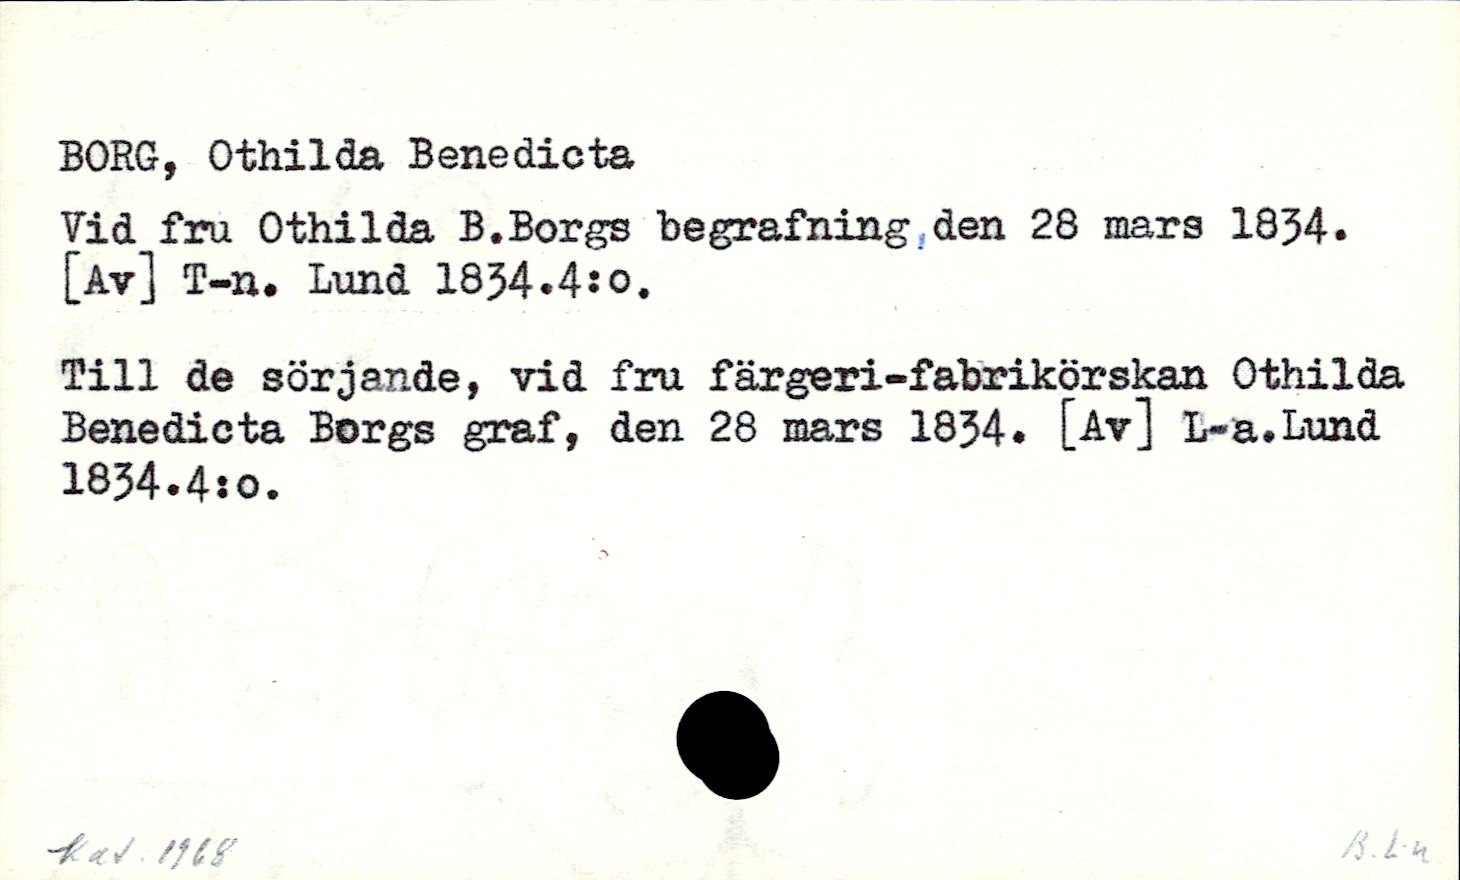 BORG, Othilda Benedicta
Vid fru Othilda B.Borgs begrafning,den 28 mars 1834.
[Av] T-n. Lund 1834.4:o.
Till de sörjande, vid fru färgeri-fabrikörskan Othilda
Benedicta Borgs graf, den 28 mars 1834. [Av] L-a.Lund
1834.4:o.
Kat. 1968
B. L-n